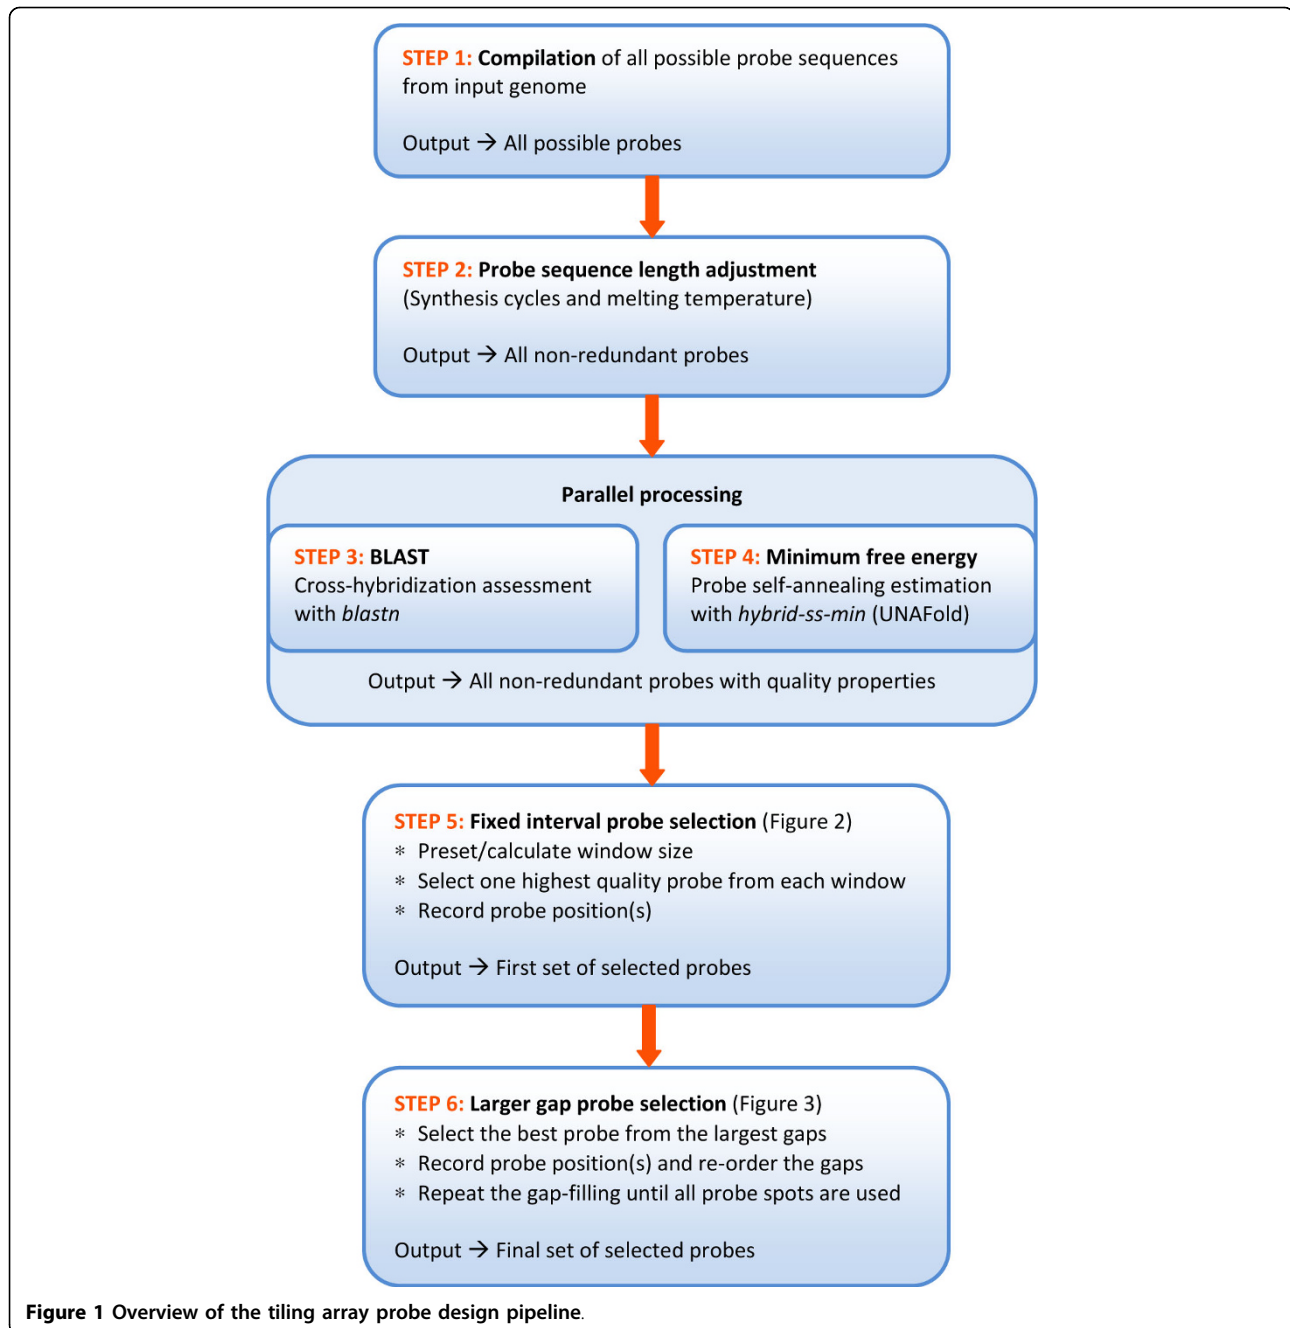 STEP 1: Compilation of all possible probe sequences
from input genome
Output → All possible probes
STEP 2: Probe sequence length adjustment
(Synthesis cycles and melting temperature)
Output → All non-redundant probes
Parallel processing
STEP 3: BLAST
Cross-hybridization assessment
with blastn
STEP 4: Minimum free energy
Probe self-annealing estimation
with hybrid-ss-min (UNAFold)
Output → All non-redundant probes with quality properties
STEP 5: Fixed interval probe selection (Figure 2)
* Preset/calculate window size
* Select one highest quality probe from each window
* Record probe position(s)
Output → First set of selected probes
STEP 6: Larger gap probe selection (Figure 3)
* Select the best probe from the largest gaps
* Record probe position(s) and re-order the gaps
* Repeat the gap-filling until all probe spots are used
Output → Final set of selected probes
Figure 1 Overview of the tiling array probe design pipeline.